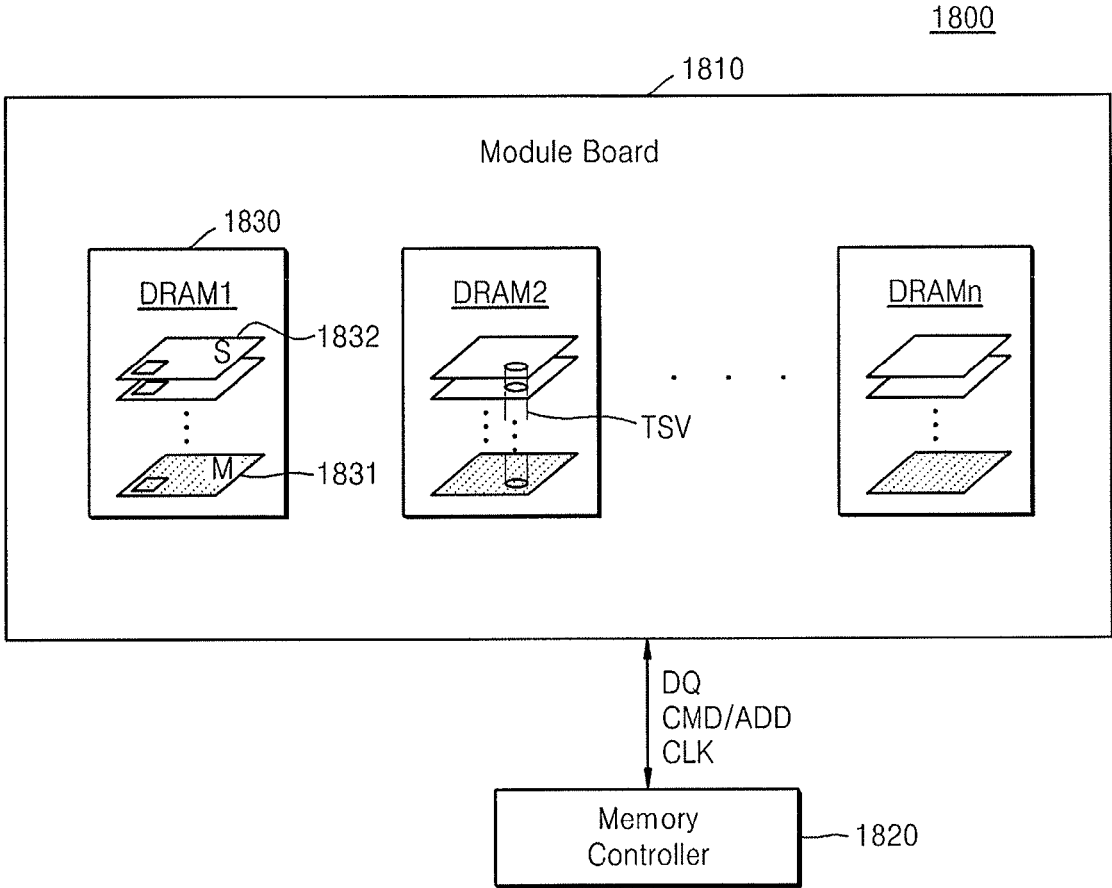 1800
1810
Module Board
1830
DRAM1
DRAM2
DRAMn
S
1832
TSV
M
1831
DQ
CMD/ADD
CLK
Memory
Controller
1820